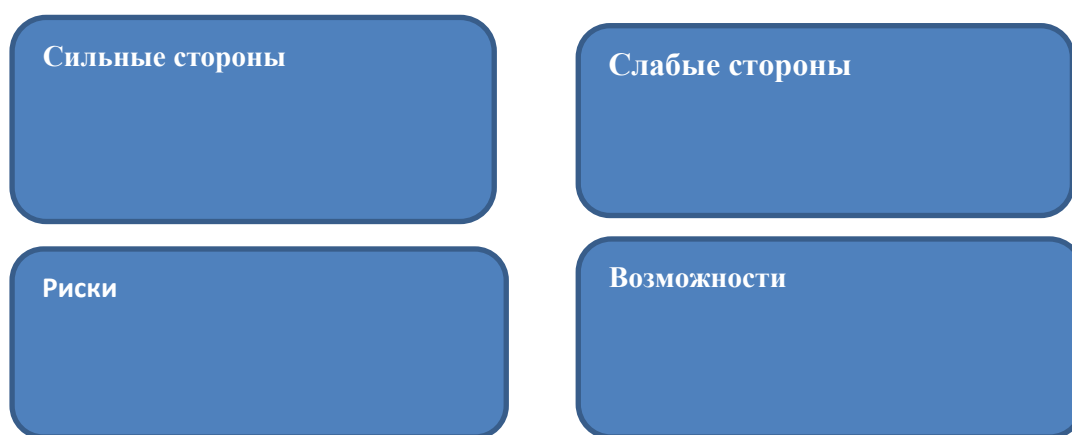 Сильные стороны
Слабые стороны
Риски
Возможности